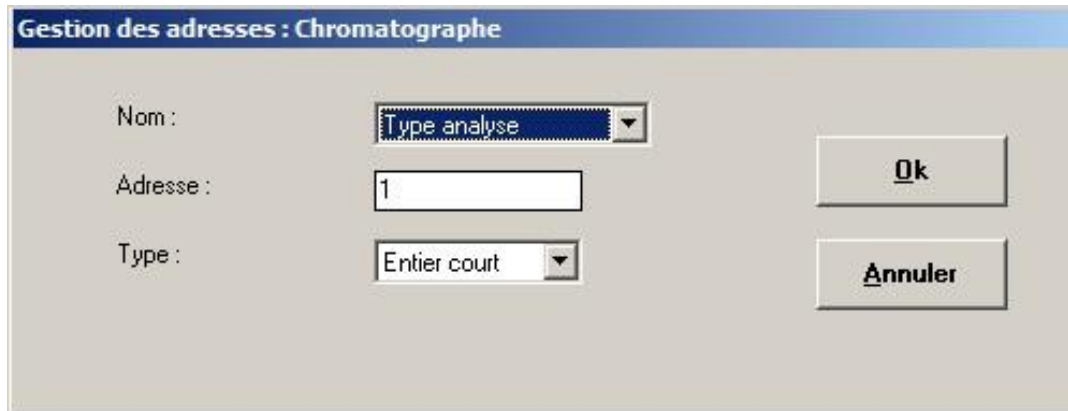 Gestion des adresses : Chromatographe
Nom :
Type analyse
Adresse :
1
Ok
Type :
Entier court
Annuler